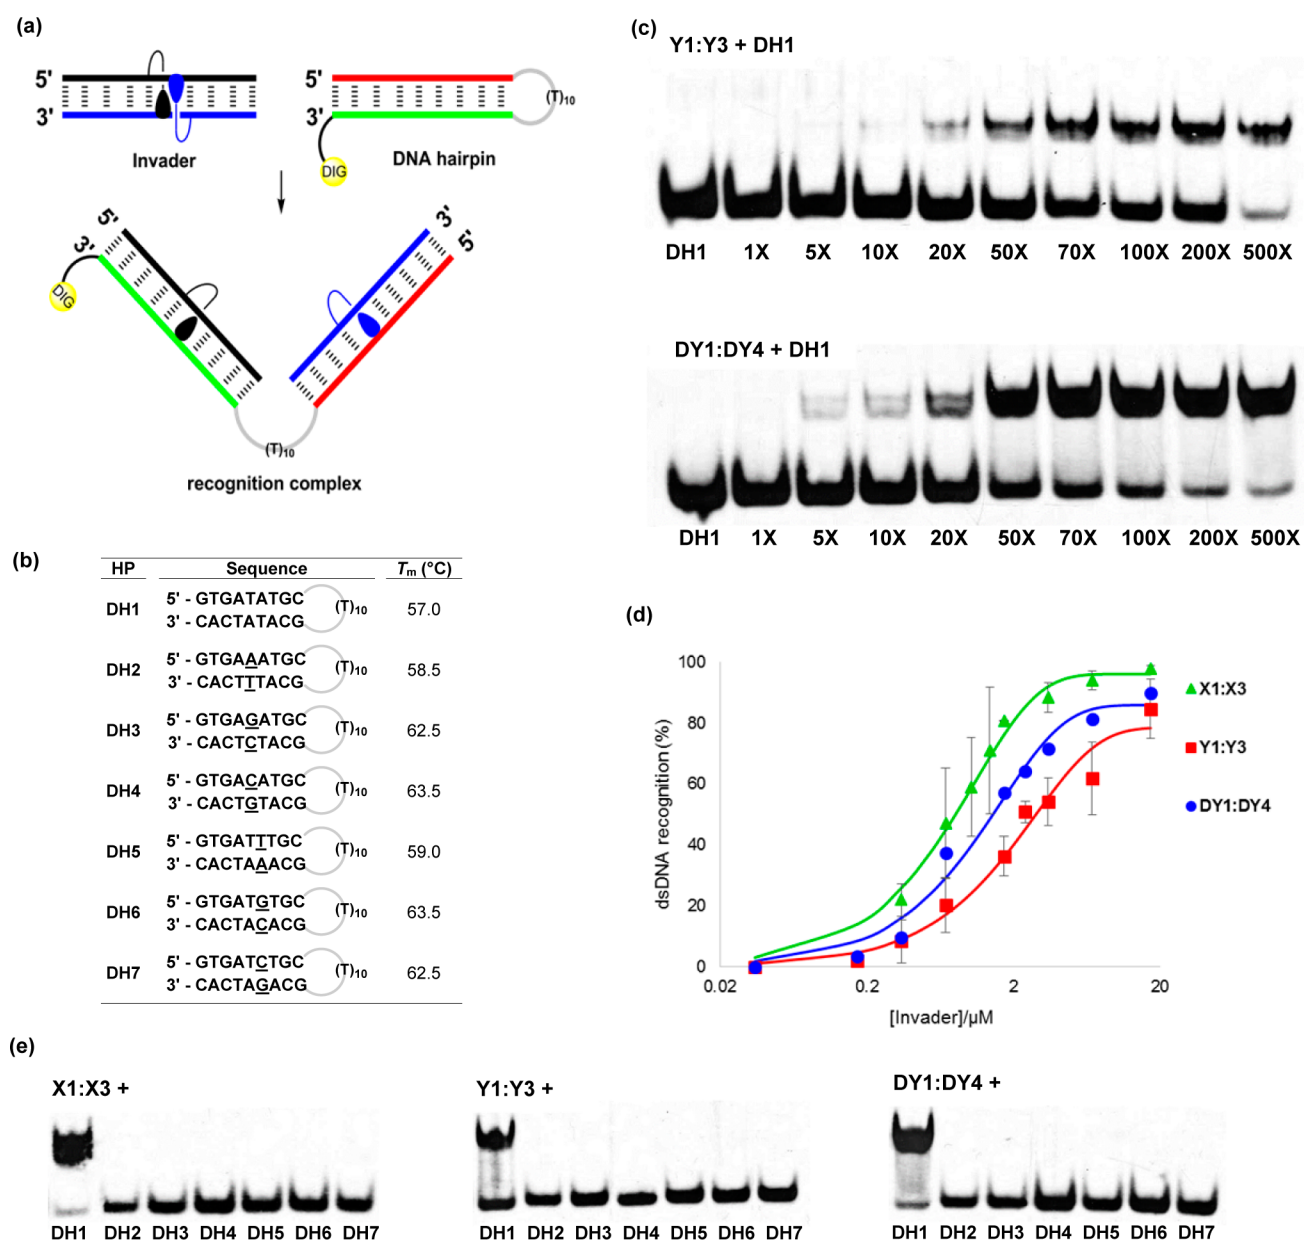 (a)
5'
3'
Invader
5'
3'
(T)10
DIG
DNA hairpin
5'
3'
DIG
3'
5'
(T)10
recognition complex
(b)
HP Sequence Tm (°C)
DH1 5' - GTGATATGC (T)10 57.0
3' - CACTATACG
DH2 5' - GTGAAATGC (T)10 58.5
3' - CACTTTACG
DH3 5' - GTGAGATGC (T)10 62.5
3' - CACTCTACG
DH4 5' - GTGACATGC (T)10 63.5
3' - CACTGTACG
DH5 5' - GTGATTTGC (T)10 59.0
3' - CACTAAACG
DH6 5' - GTGATGTGC (T)10 63.5
3' - CACTACACG
DH7 5' - GTGATCTGC (T)10 62.5
3' - CACTAGACG
(c)
Y1:Y3 + DH1
DH1 1X 5X 10X 20X 50X 70X 100X 200X 500X
DY1:DY4 + DH1
DH1 1X 5X 10X 20X 50X 70X 100X 200X 500X
(d)
dsDNA recognition (%)
100
80
60
40
20
0
0.02 0.2 2 20
[Invader]/µM
X1:X3
Y1:Y3
DY1:DY4
(e)
X1:X3 +
DH1 DH2 DH3 DH4 DH5 DH6 DH7
Y1:Y3 +
DH1 DH2 DH3 DH4 DH5 DH6 DH7
DY1:DY4 +
DH1 DH2 DH3 DH4 DH5 DH6 DH7